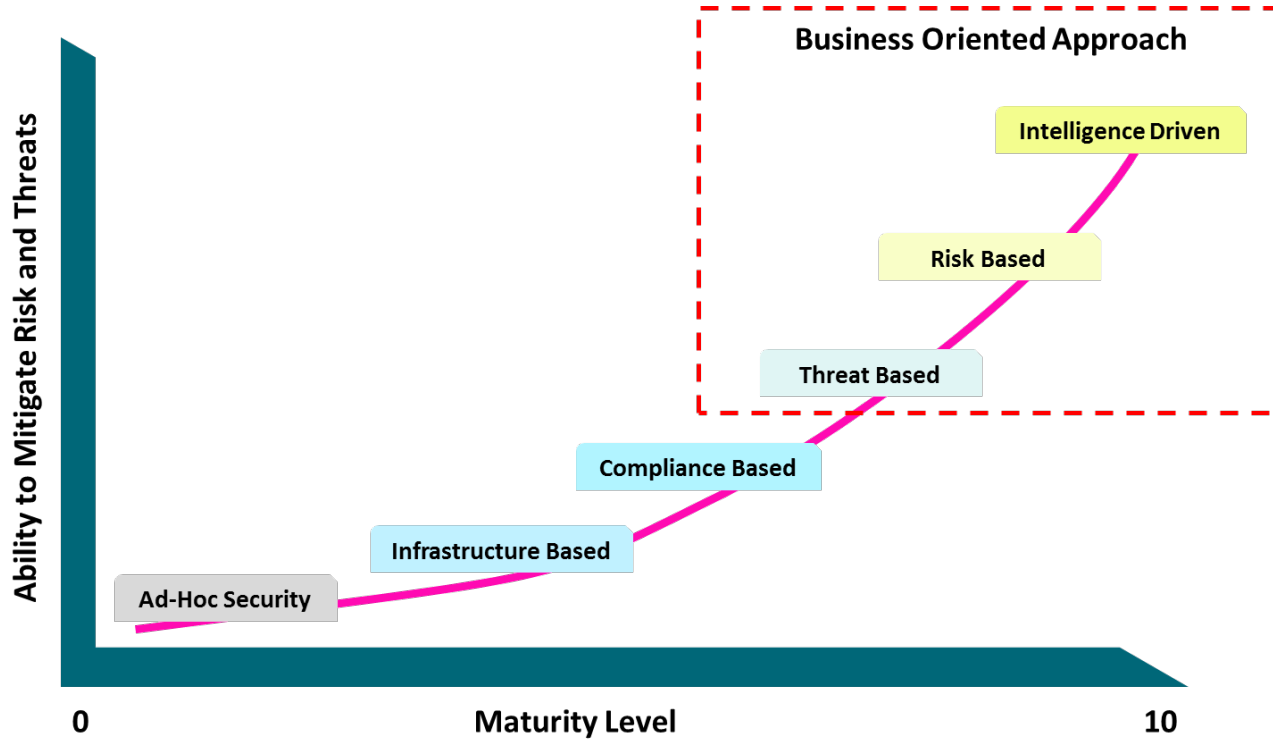 Business Oriented Approach
Intelligence Driven
Risk Based
Threat Based
Compliance Based
Infrastructure Based
Ad-Hoc Security
Ability to Mitigate Risk and Threats
0
Maturity Level
10